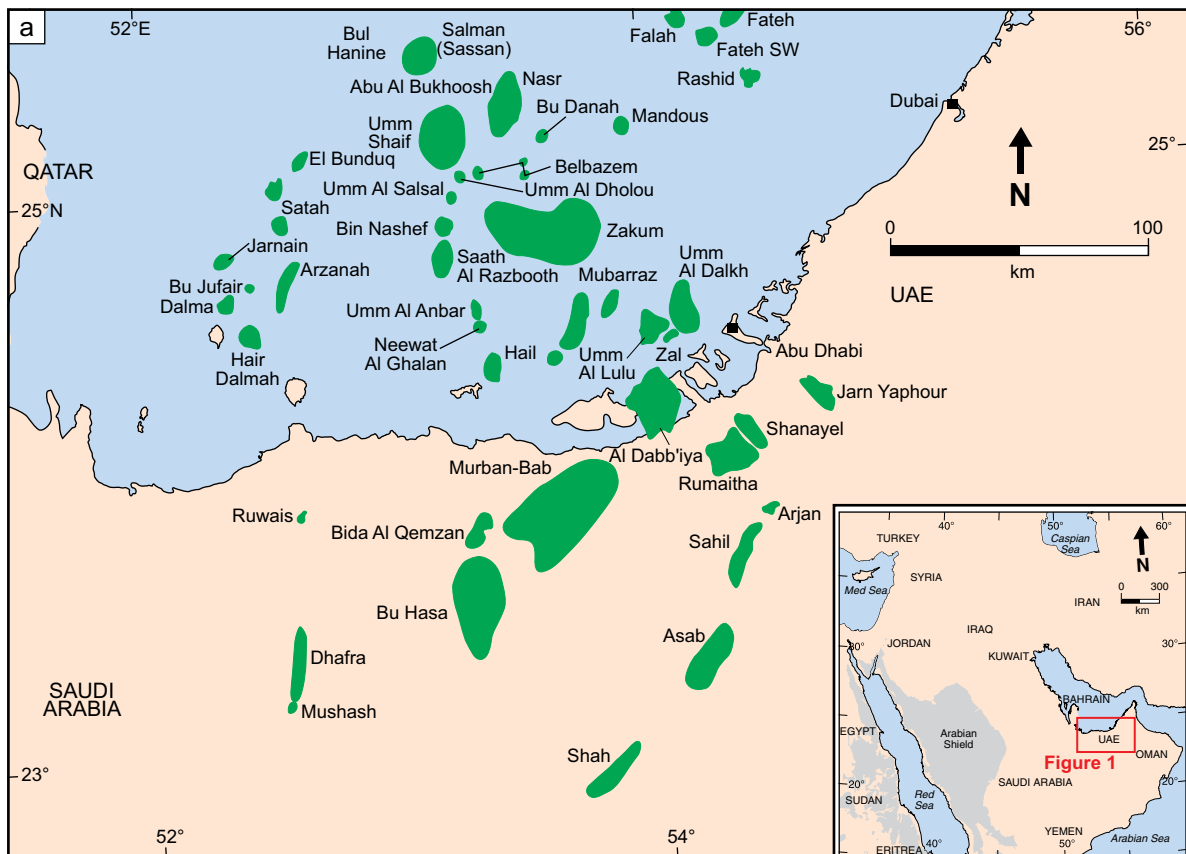 a
52°E
56°
Bul
Hanine
Salman
(Sassan)
Falah
Fateh
Fateh SW
Rashid
Abu Al Bukhoosh
Nasr
Bu Danah
Mandous
Dubai
Umm
Shaif
25°
N
QATAR
El Bunduq
Belbazem
Umm Al Salsal
Umm Al Dholou
25°N
Satah
Bin Nashef
Zakum
0
100
km
Jarnain
Arzanah
Saath
Al Razbooth
Mubarraz
Umm
Al Dalkh
UAE
Bu Jufair
Dalma
Umm Al Anbar
Neewat
Al Ghalan
Hail
Umm
Al Lulu
Zal
Abu Dhabi
Hair
Dalmah
Jarn Yaphour
Shanayel
Al Dabb'iya
Rumaitha
Murban-Bab
Ruwais
Bida Al Qemzan
Arjan
Sahil
Bu Hasa
Asab
Dhafra
SAUDI
ARABIA
Mushash
Shah
23°
52°
54°
40°
50°
60°
TURKEY
Caspian
Sea
N
Med Sea
SYRIA
0
300
km
IRAN
IRAQ
30°
JORDAN
30°
KUWAIT
BAHRAIN
EGYPT
Arabian
Shield
UAE
OMAN
Figure 1
SAUDI ARABIA
20°
20°
Red
Sea
SUDAN
YEMEN
ERITREA
40°
50°
Arabian Sea